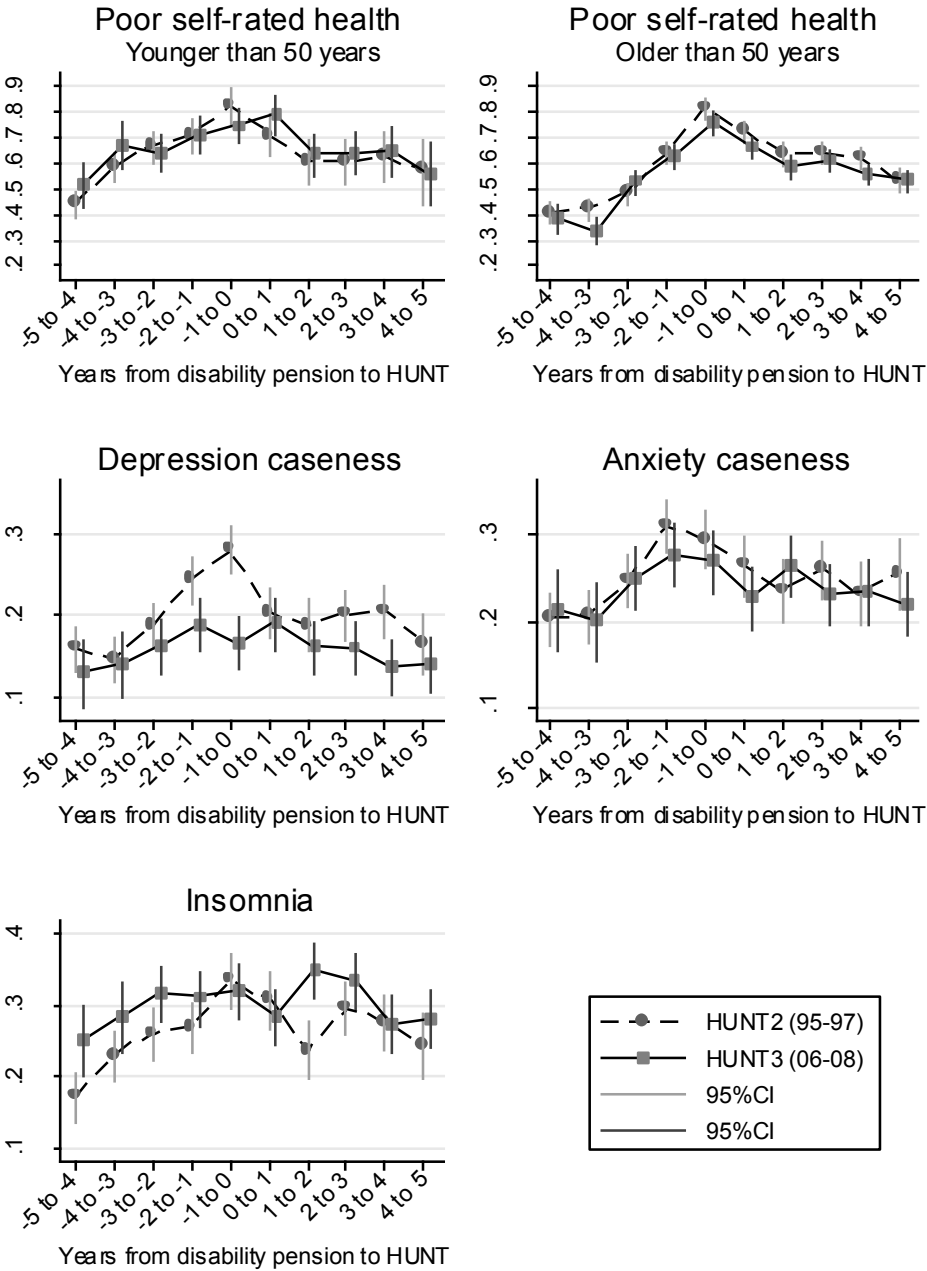 Poor self-rated health
Younger than 50 years
.9
.8
.7
.6
.5
.4
.3
.2
-5 to -4
-4 to -3
-3 to -2
-2 to -1
-1 to 0
0 to 1
1 to 2
2 to 3
3 to 4
4 to 5
Years from disability pension to HUNT
Poor self-rated health
Older than 50 years
.9
.8
.7
.6
.5
.4
.3
.2
-5 to -4
-4 to -3
-3 to -2
-2 to -1
-1 to 0
0 to 1
1 to 2
2 to 3
3 to 4
4 to 5
Years from disability pension to HUNT
Depression caseness
.3
.2
.1
-5 to -4
-4 to -3
-3 to -2
-2 to -1
-1 to 0
0 to 1
1 to 2
2 to 3
3 to 4
4 to 5
Years from disability pension to HUNT
Anxiety caseness
.3
.2
.1
-5 to -4
-4 to -3
-3 to -2
-2 to -1
-1 to 0
0 to 1
1 to 2
2 to 3
3 to 4
4 to 5
Years from disability pension to HUNT
Insomnia
.4
.3
.2
.1
-5 to -4
-4 to -3
-3 to -2
-2 to -1
-1 to 0
0 to 1
1 to 2
2 to 3
3 to 4
4 to 5
Years from disability pension to HUNT
HUNT2 (95-97)
HUNT3 (06-08)
95%CI
95%CI